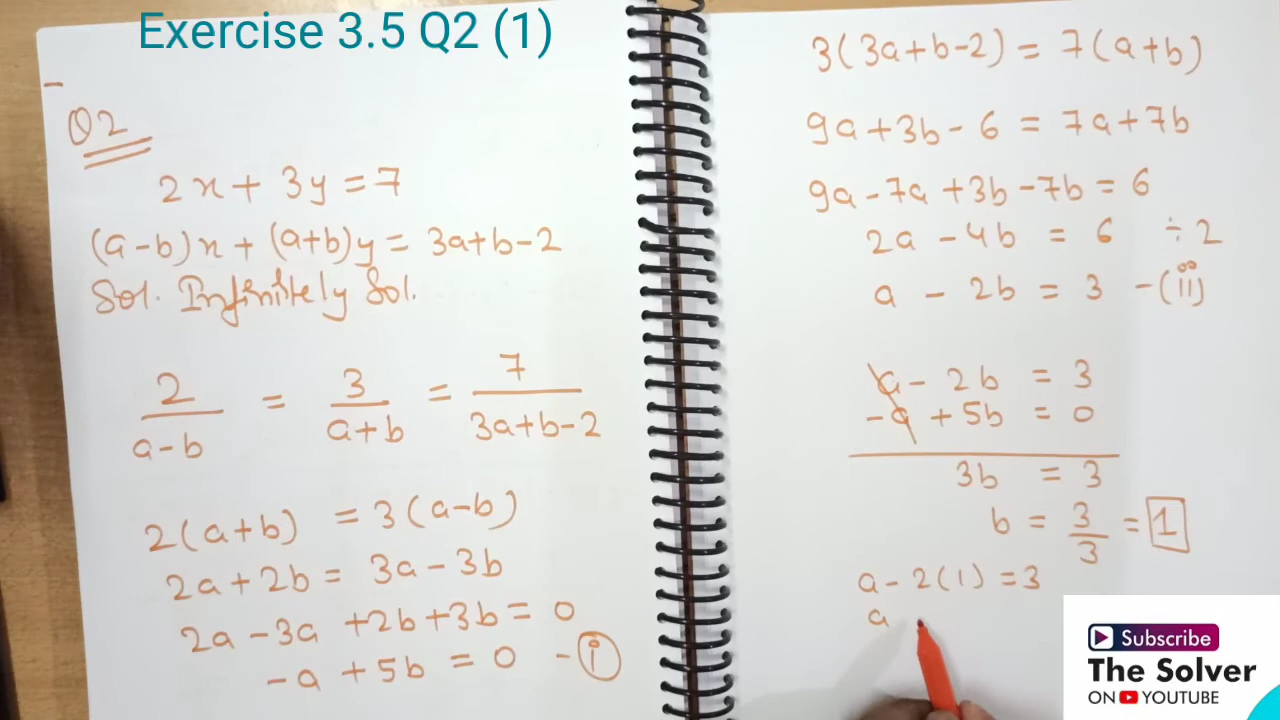 Exercise 3.5 Q2 (1)
Q2
2x + 3y = 7
(a-b)x + (a+b)y = 3a+b-2
Sol. Infinitely Sol.
2/(a-b) = 3/(a+b) = 7/(3a+b-2)
2(a+b) = 3(a-b)
2a+2b = 3a-3b
2a-3a +2b+3b = 0
-a +5b = 0 - (i)
3(3a+b-2) = 7(a+b)
9a+3b-6 = 7a+7b
9a-7a+3b-7b = 6
2a - 4b = 6 ÷2
a - 2b = 3 -(ii)
a - 2b = 3
-a + 5b = 0
3b = 3
b = 3/3 = 1
a - 2(1) = 3
a
Subscribe
The Solver
ON YOUTUBE